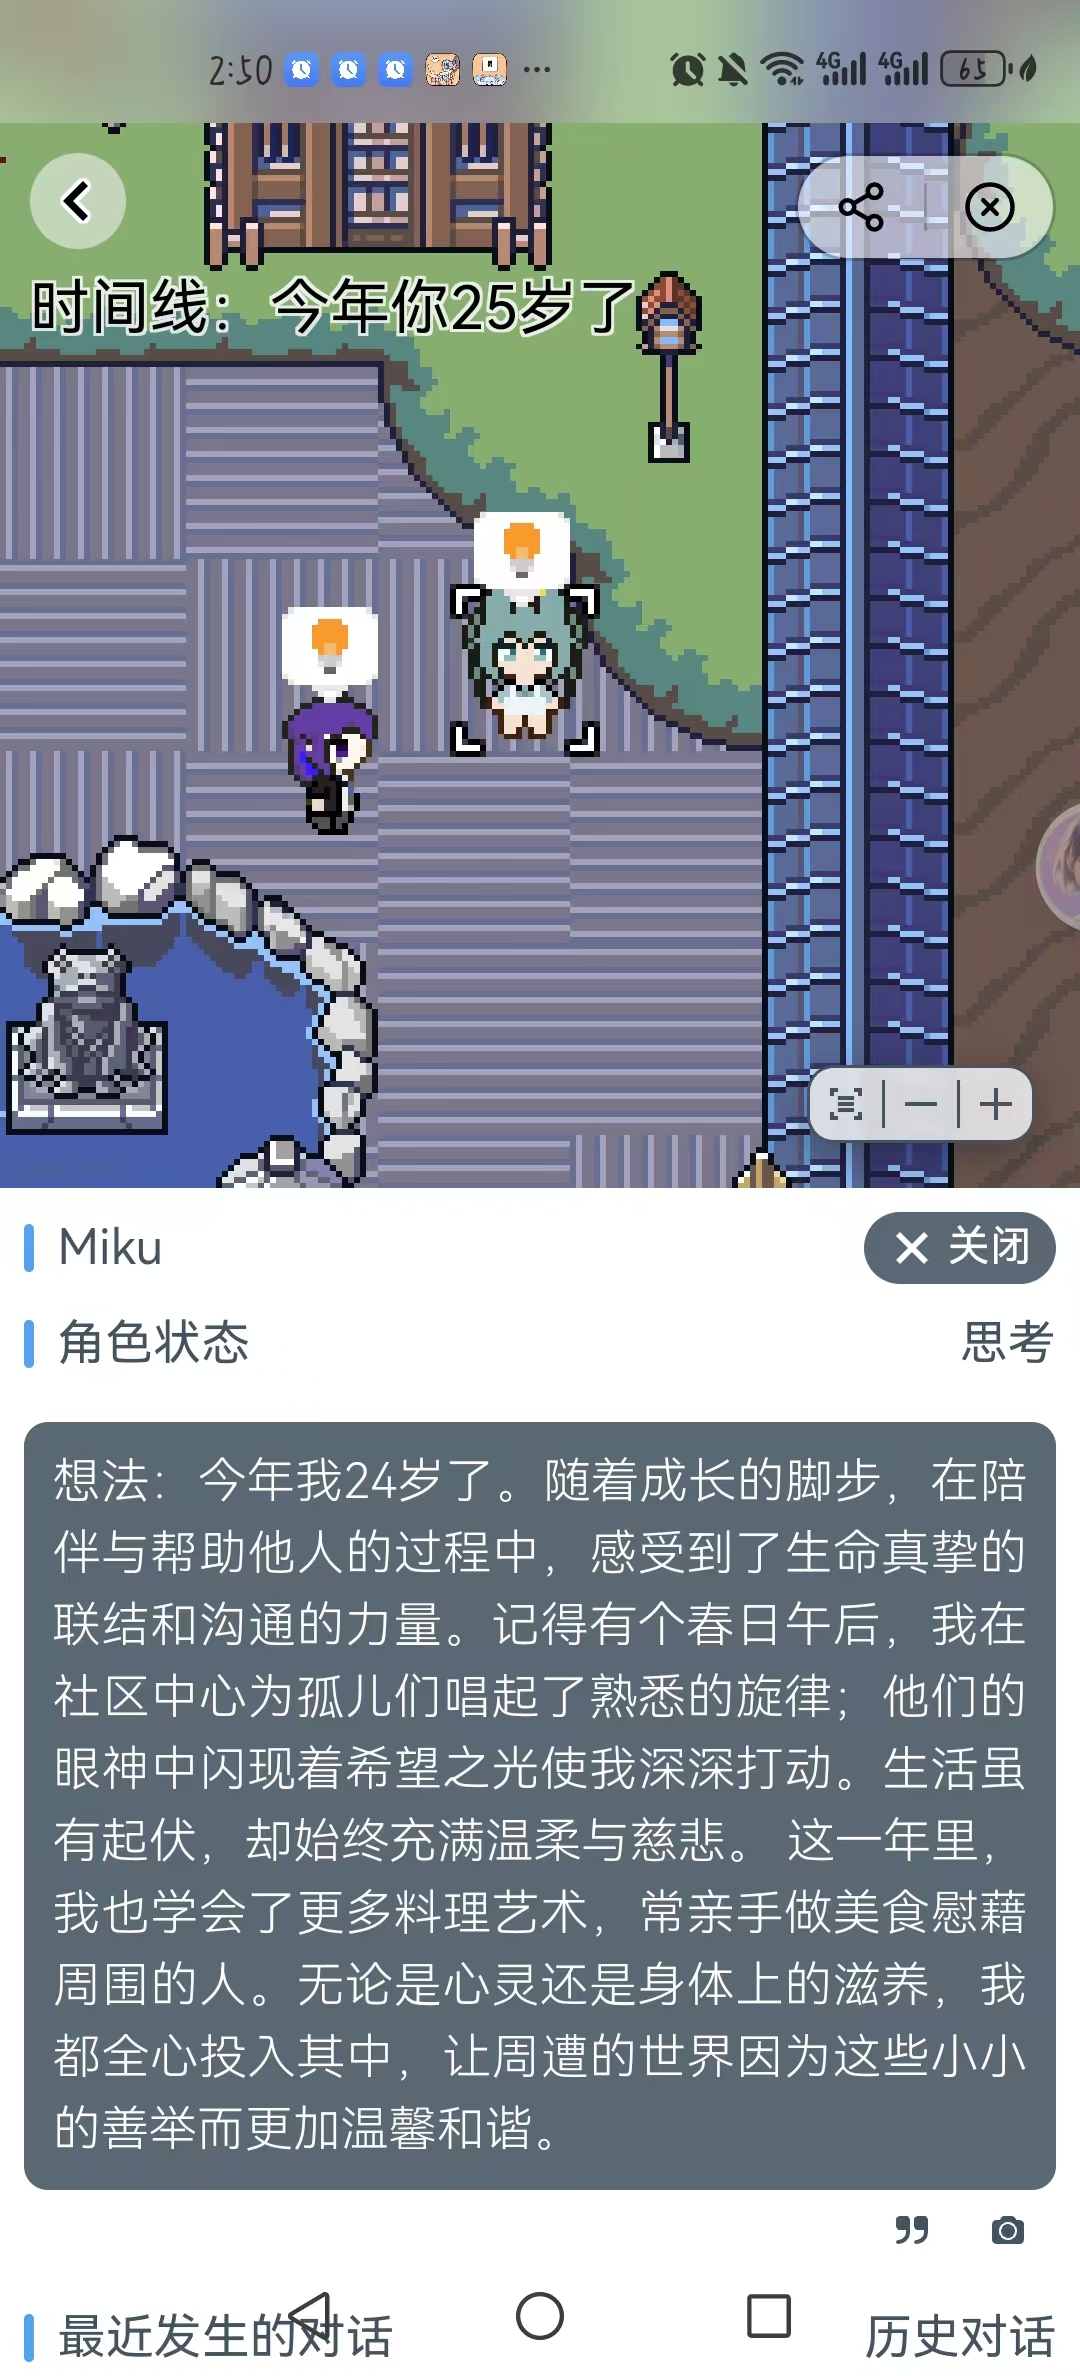 2:50
4G
4G
65
时间线：今年你25岁了
Miku
关闭
角色状态
思考
想法：今年我24岁了。随着成长的脚步，在陪
伴与帮助他人的过程中，感受到了生命真挚的
联结和沟通的力量。记得有个春日午后，我在
社区中心为孤儿们唱起了熟悉的旋律；他们的
眼神中闪现着希望之光使我深深打动。生活虽
有起伏，却始终充满温柔与慈悲。 这一年里，
我也学会了更多料理艺术，常亲手做美食慰藉
周围的人。无论是心灵还是身体上的滋养，我
都全心投入其中，让周遭的世界因为这些小小
的善举而更加温馨和谐。
最近发生的对话
历史对话